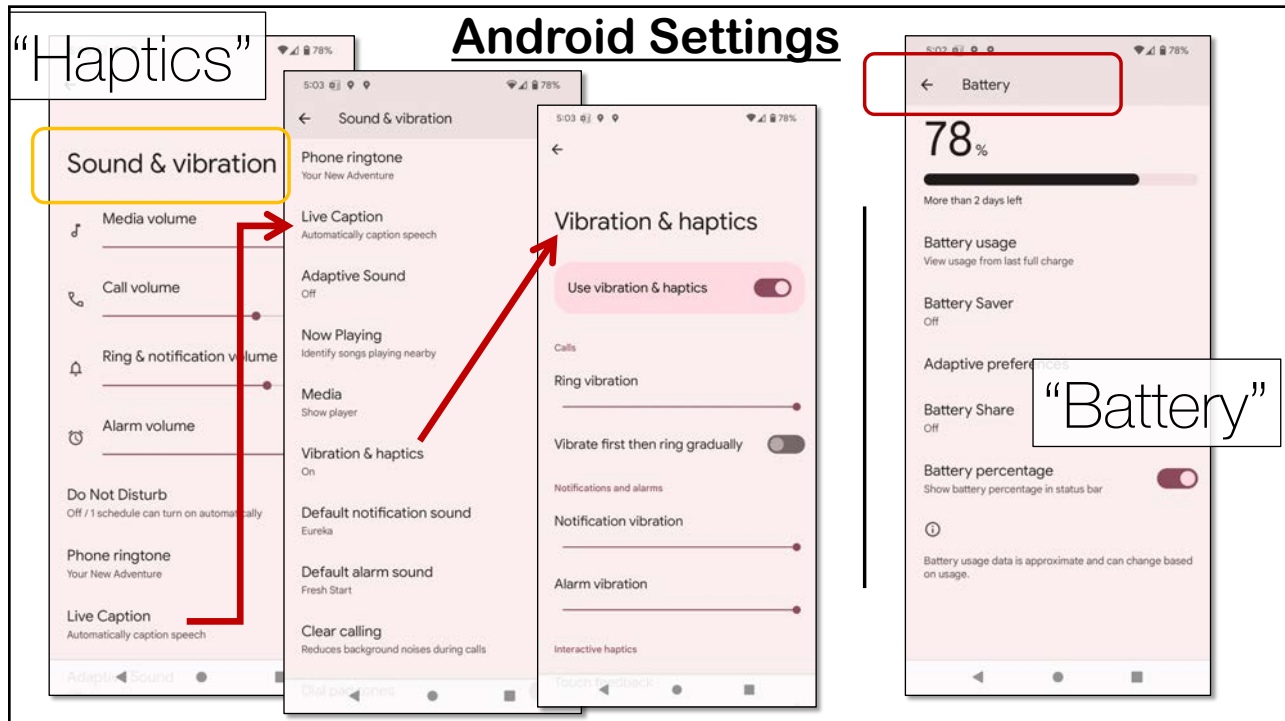 Android Settings
“Haptics”
78%
Sound & vibration
Media volume
Call volume
Ring & notification volume
Alarm volume
Do Not Disturb
Off / 1 schedule can turn on automatically
Phone ringtone
Your New Adventure
Live Caption
Automatically caption speech
Adaptive Sound
5:03
78%
Sound & vibration
Phone ringtone
Your New Adventure
Live Caption
Automatically caption speech
Adaptive Sound
Off
Now Playing
Identify songs playing nearby
Media
Show player
Vibration & haptics
On
Default notification sound
Eureka
Default alarm sound
Fresh Start
Clear calling
Reduces background noises during calls
Dial pad tones
5:03
78%
Vibration & haptics
Use vibration & haptics
Calls
Ring vibration
Vibrate first then ring gradually
Notifications and alarms
Notification vibration
Alarm vibration
Interactive haptics
Touch feedback
5:02
78%
Battery
78%
More than 2 days left
Battery usage
View usage from last full charge
Battery Saver
Off
Adaptive preferences
“Battery”
Battery Share
Off
Battery percentage
Show battery percentage in status bar
Battery usage data is approximate and can change based
on usage.